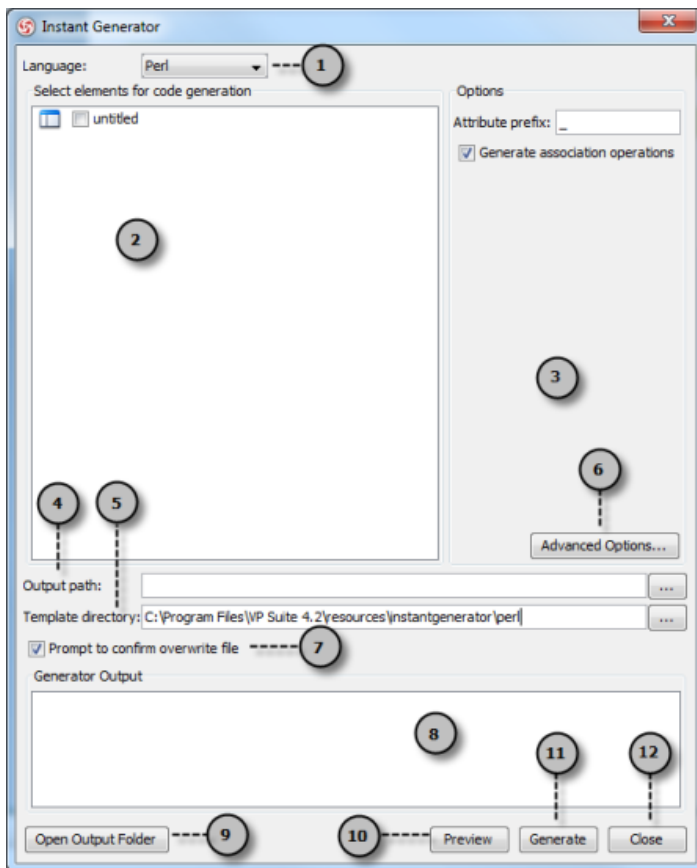 Instant Generator
Language: Perl 1
Select elements for code generation
untitled
2
Options
Attribute prefix: _
Generate association operations
3
6
Advanced Options...
4 5
Output path: ...
Template directory: C:\Program Files\VP Suite 4.2\resources\instantgenerator\perl ...
Prompt to confirm overwrite file 7
Generator Output
8
11 12
Open Output Folder 9 10 Preview Generate Close